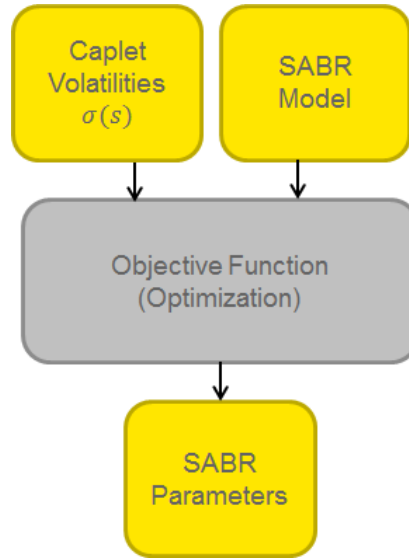 Caplet
Volatilities
σ(s)
SABR
Model
Objective Function
(Optimization)
SABR
Parameters